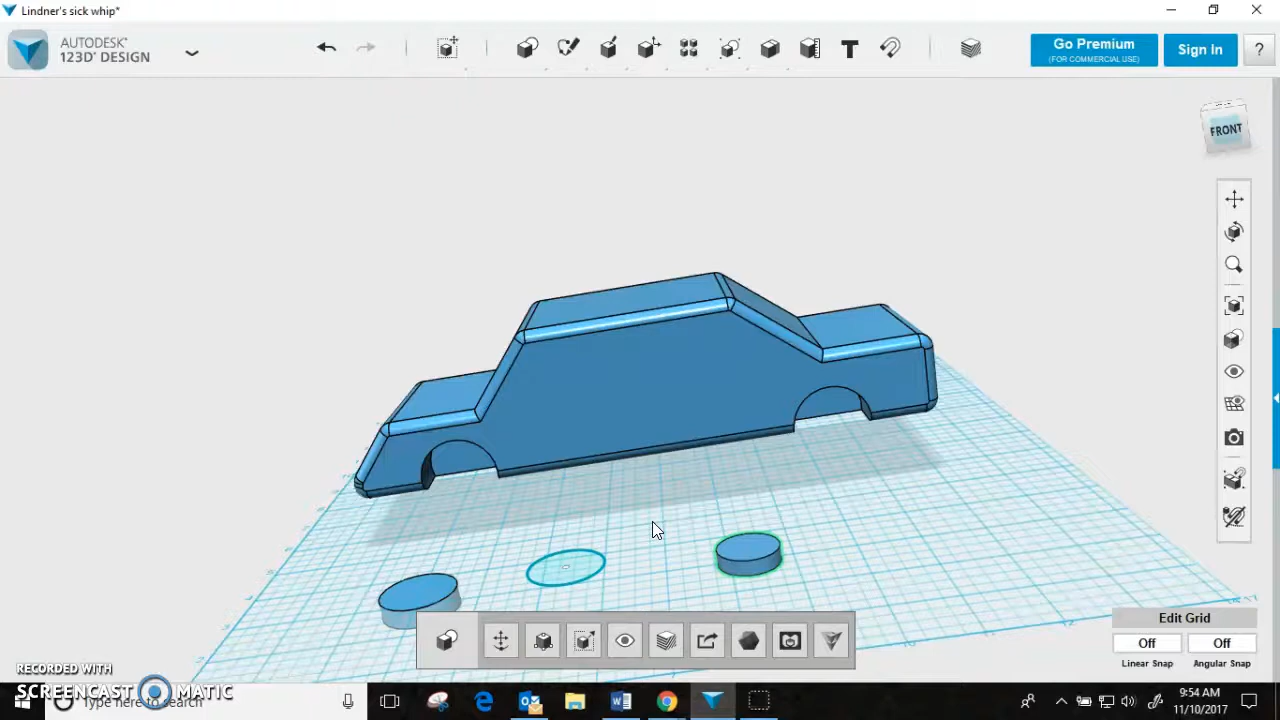 Lindner's sick whip*
AUTODESK®
123D® DESIGN
Go Premium
(FOR COMMERCIAL USE)
Sign In
?
FRONT
Edit Grid
Off
Off
Linear Snap
Angular Snap
RECORDED WITH
SCREENCAST MATIC
Type here to search
9:54 AM
11/10/2017